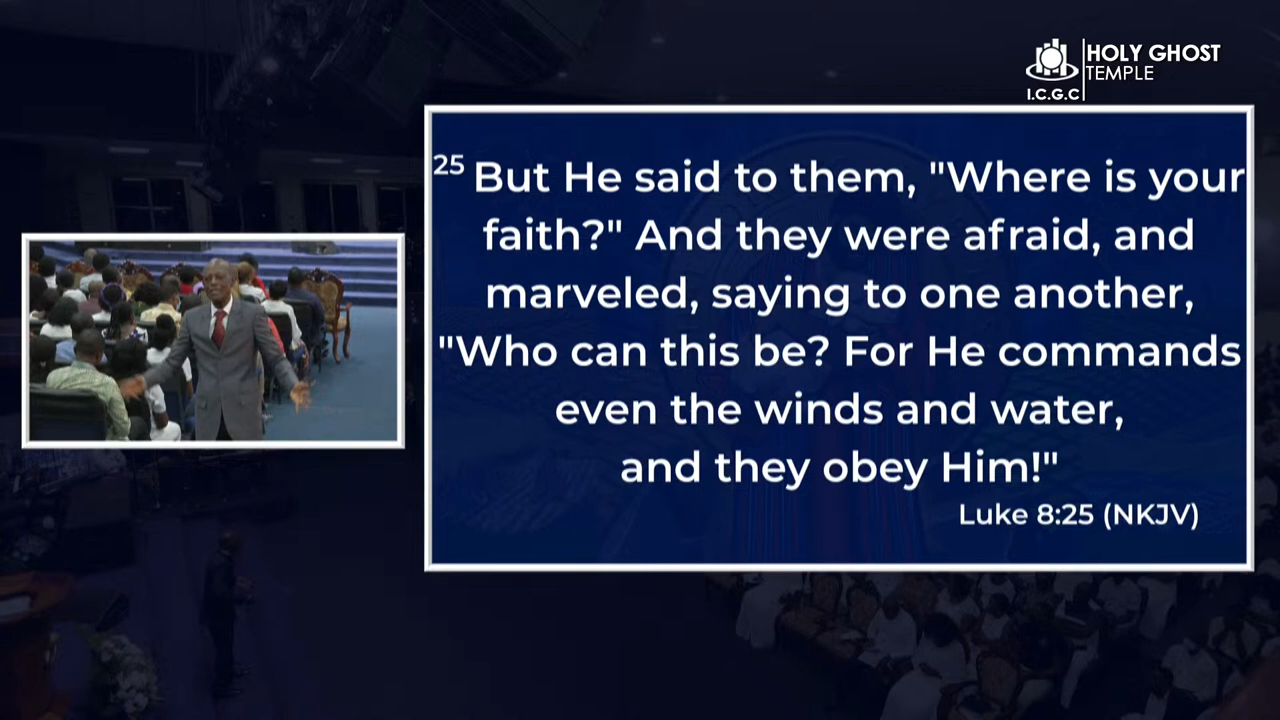 HOLY GHOST
TEMPLE
I.C.G.C
25 But He said to them, "Where is your
faith?" And they were afraid, and
marveled, saying to one another,
"Who can this be? For He commands
even the winds and water,
and they obey Him!"
Luke 8:25 (NKJV)